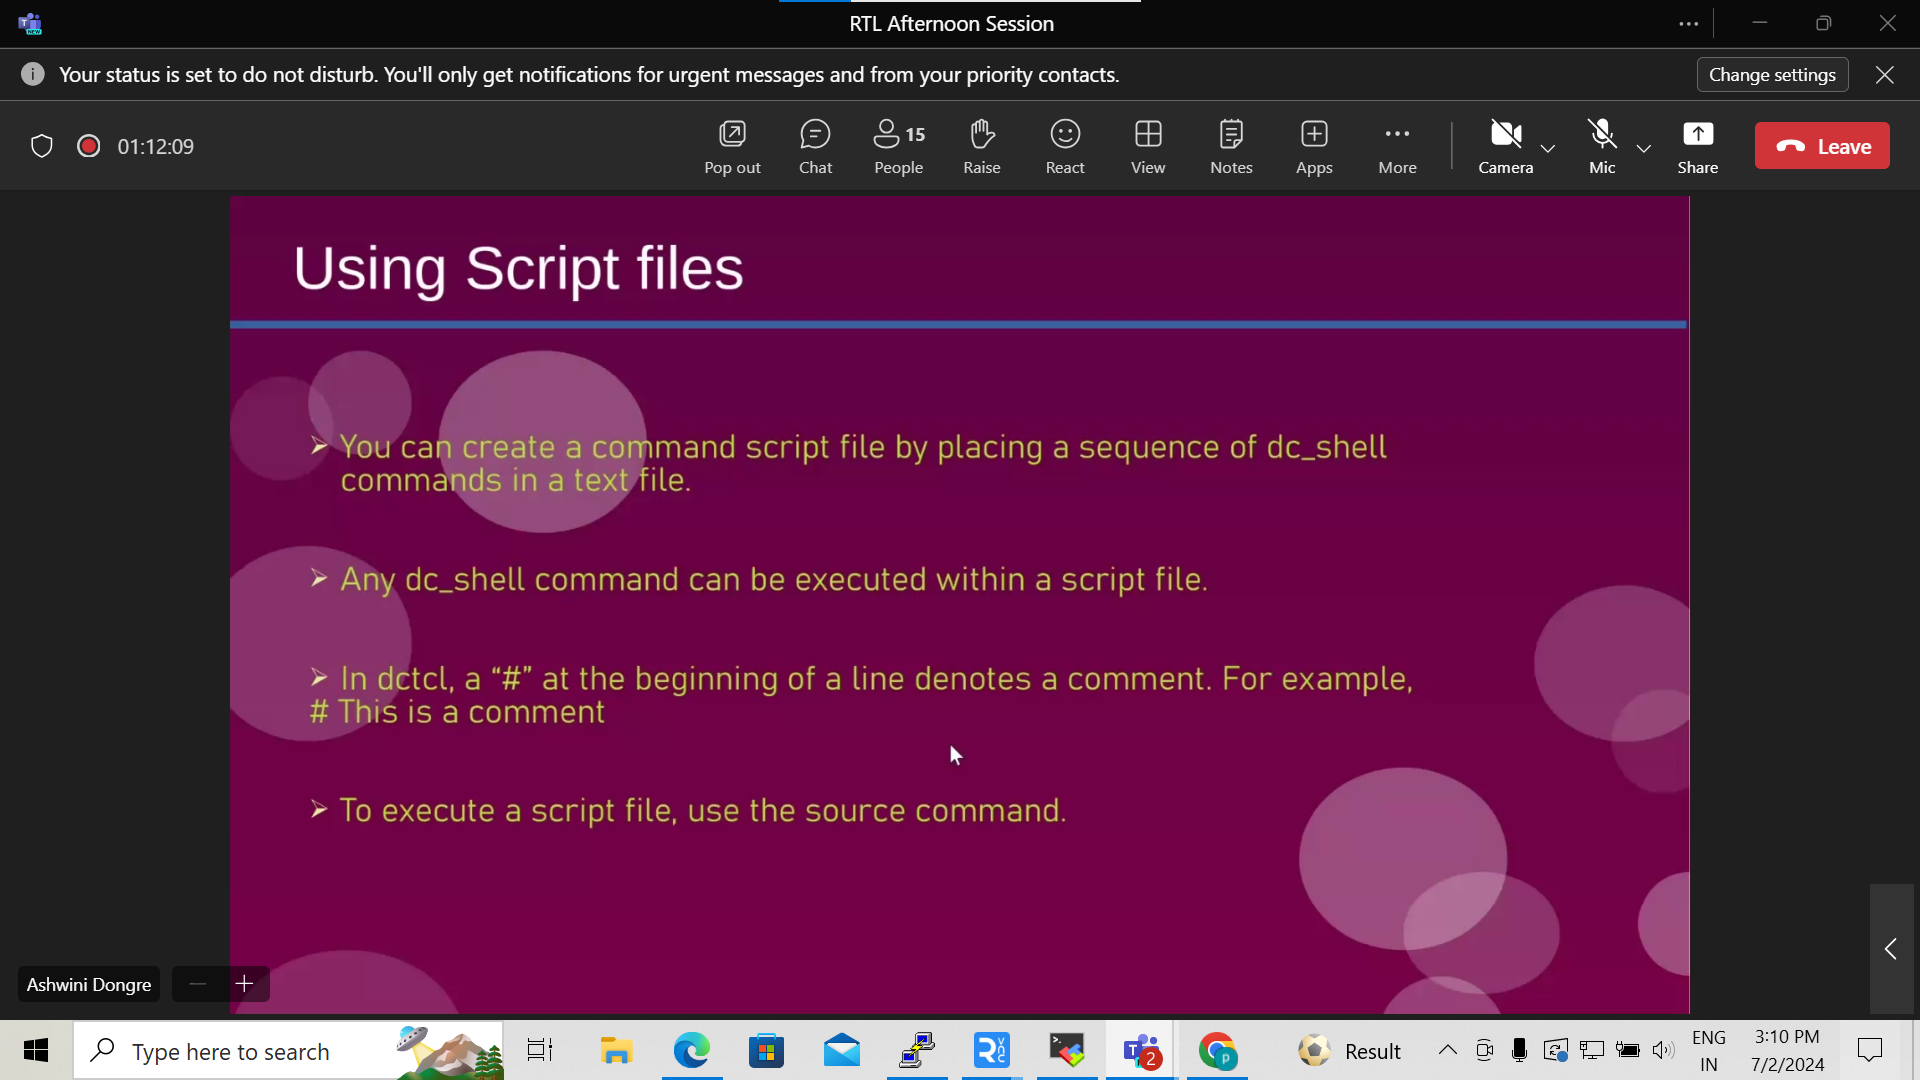 RTL Afternoon Session
Your status is set to do not disturb. You'll only get notifications for urgent messages and from your priority contacts.
Change settings
01:12:09
Pop out
Chat
15
People
Raise
React
View
Notes
Apps
More
Camera
Mic
Share
Leave
Using Script files
➢ You can create a command script file by placing a sequence of dc_shell
commands in a text file.
➢ Any dc_shell command can be executed within a script file.
➢ In dctcl, a “#” at the beginning of a line denotes a comment. For example,
# This is a comment
➢ To execute a script file, use the source command.
Ashwini Dongre
Type here to search
2
p
Result
ENG
IN
3:10 PM
7/2/2024